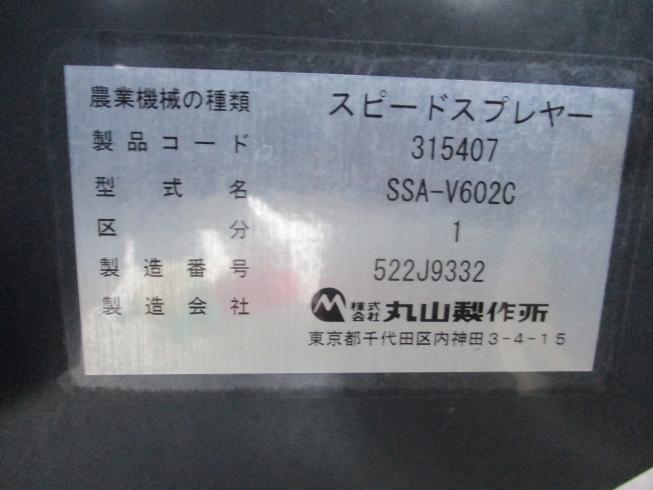 農業機械の種類 スピードスプレヤー
製品コード 315407
型式名 SSA-V602C
区分 1
製造番号 522J9332
製造会社 株式会社 丸山製作所
東京都千代田区内神田3-4-15